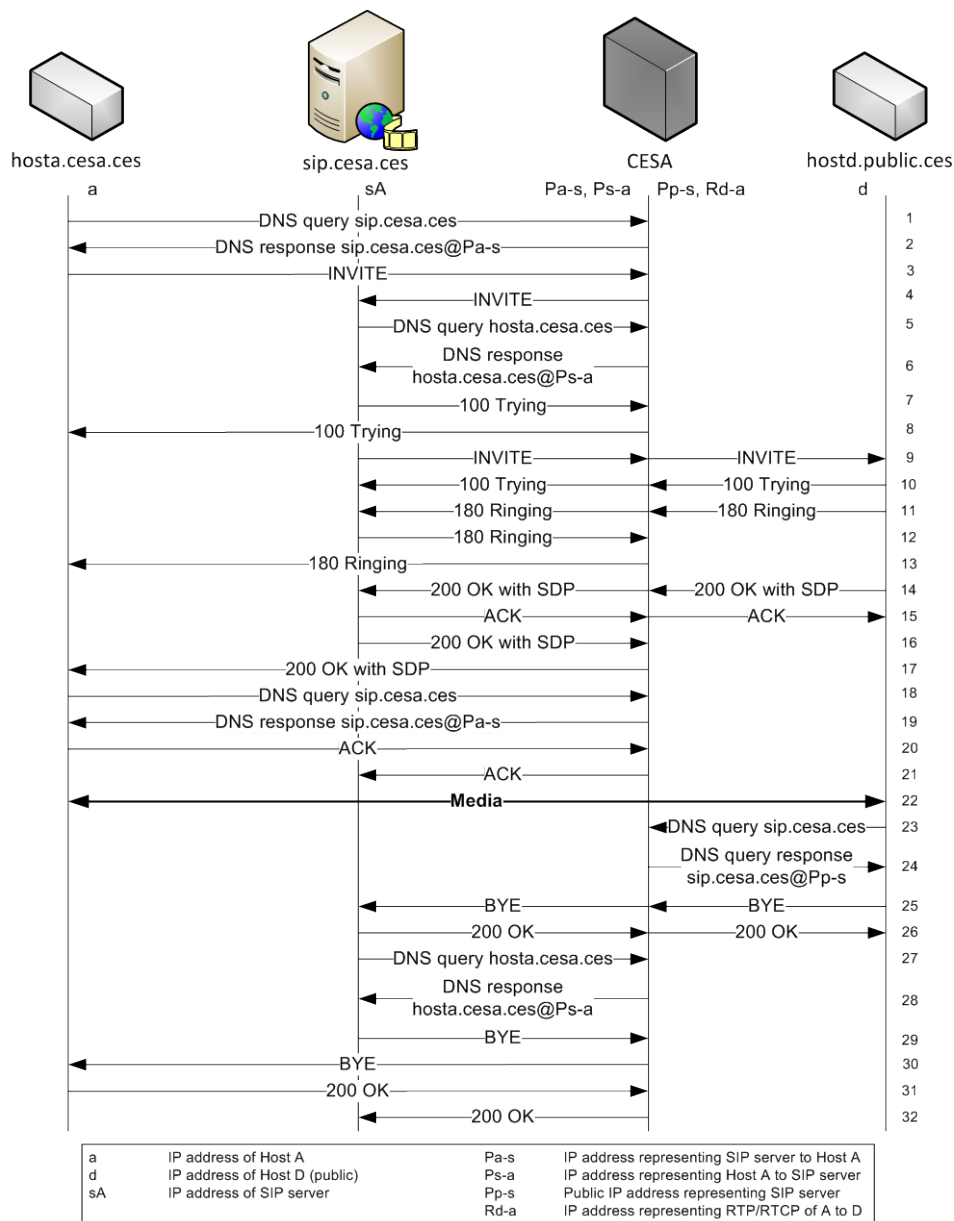 hosta.cesa.ces sip.cesa.ces CESA hostd.public.ces
a sA Pa-s, Ps-a Pp-s, Rd-a d
DNS query sip.cesa.ces 1
DNS response sip.cesa.ces@Pa-s 2
INVITE 3
INVITE 4
DNS query hosta.cesa.ces 5
DNS response
hosta.cesa.ces@Ps-a 6
100 Trying 7
100 Trying 8
INVITE INVITE 9
100 Trying 100 Trying 10
180 Ringing 180 Ringing 11
180 Ringing 12
180 Ringing 13
200 OK with SDP 200 OK with SDP 14
ACK ACK 15
200 OK with SDP 16
200 OK with SDP 17
DNS query sip.cesa.ces 18
DNS response sip.cesa.ces@Pa-s 19
ACK 20
ACK 21
Media 22
DNS query sip.cesa.ces 23
DNS query response
sip.cesa.ces@Pp-s 24
BYE BYE 25
200 OK 200 OK 26
DNS query hosta.cesa.ces 27
DNS response
hosta.cesa.ces@Ps-a 28
BYE 29
BYE 30
200 OK 31
200 OK 32
a IP address of Host A Pa-s IP address representing SIP server to Host A
d IP address of Host D (public) Ps-a IP address representing Host A to SIP server
sA IP address of SIP server Pp-s Public IP address representing SIP server
Rd-a IP address representing RTP/RTCP of A to D